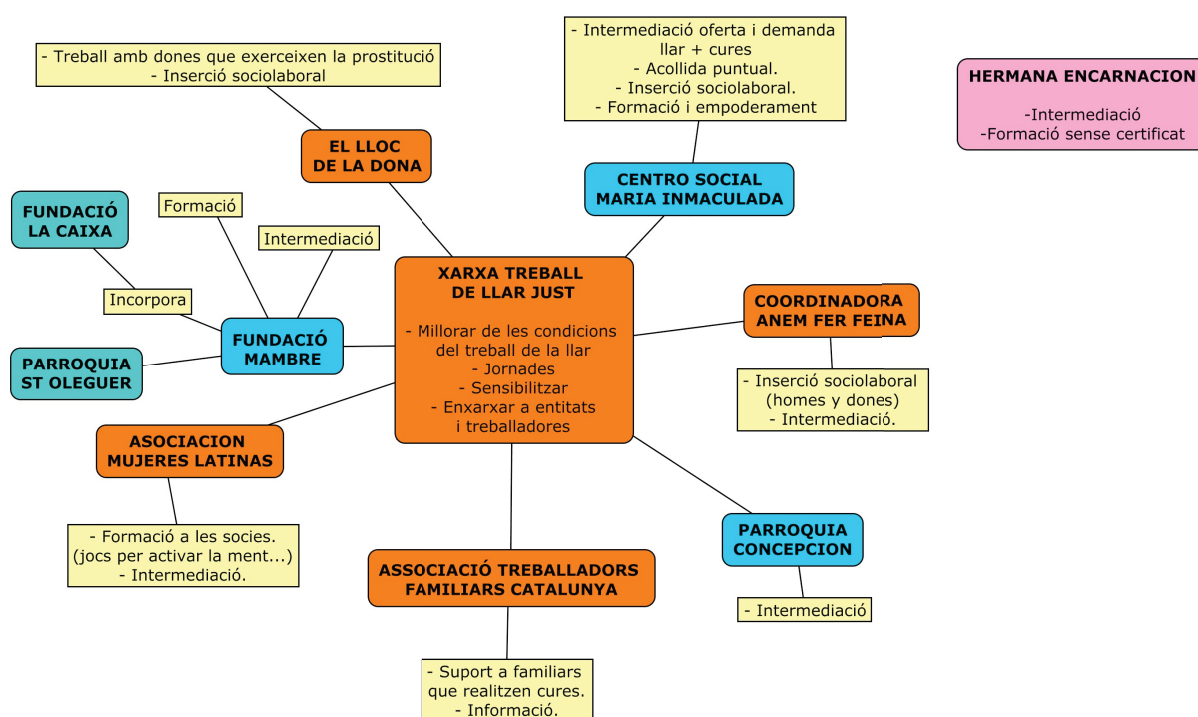 - Intermediació oferta i demanda
llar + cures
- Acollida puntual.
- Inserció sociolaboral.
- Formació i empoderament
- Treball amb dones que exerceixen la prostitució
- Inserció sociolaboral
HERMANA ENCARNACION
-Intermediació
-Formació sense certificat
EL LLOC
DE LA DONA
CENTRO SOCIAL
MARIA INMACULADA
FUNDACIÓ
LA CAIXA
Formació
Intermediació
Incorpora
FUNDACIÓ
MAMBRE
PARROQUIA
ST OLEGUER
XARXA TREBALL
DE LLAR JUST
- Millorar de les condicions
del treball de la llar
- Jornades
- Sensibilitzar
- Enxarxar a entitats
i treballadores
COORDINADORA
ANEM FER FEINA
- Inserció sociolaboral
(homes y dones)
- Intermediació.
ASOCIACION
MUJERES LATINAS
- Formació a les socies.
(jocs per activar la ment...)
- Intermediació.
ASSOCIACIÓ TREBALLADORS
FAMILIARS CATALUNYA
PARROQUIA
CONCEPCION
- Intermediació
- Suport a familiars
que realitzen cures.
- Informació.